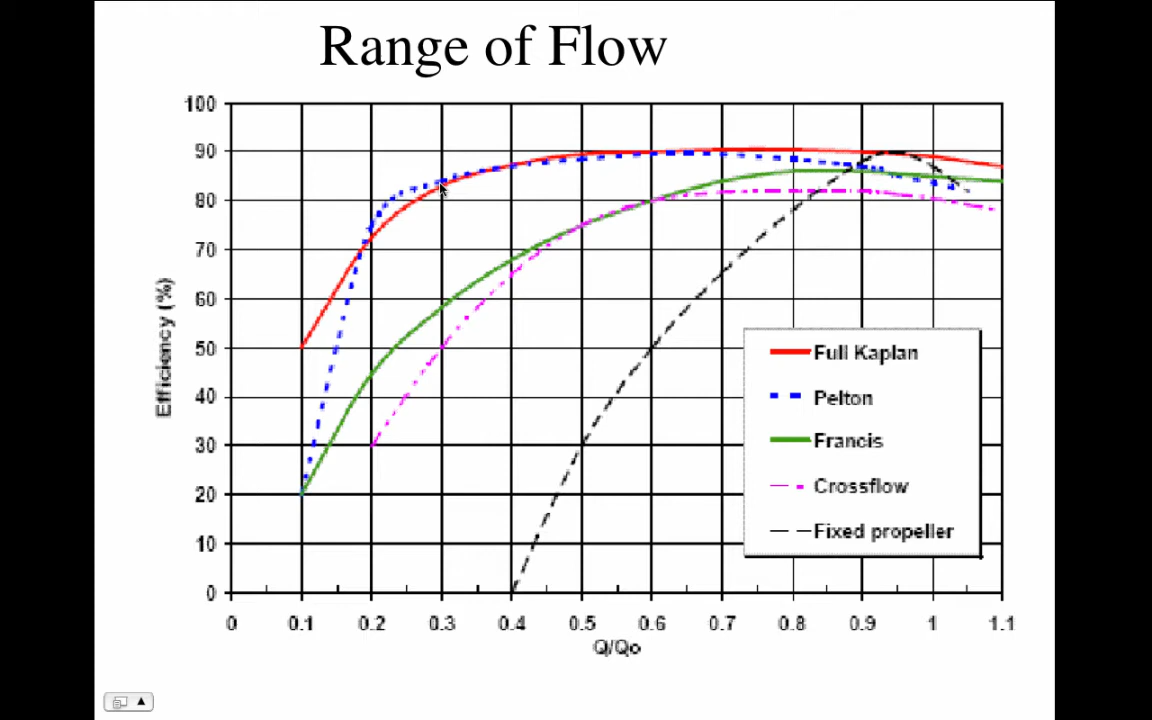 Range of Flow
100
90
80
70
60
50
40
30
20
10
0
Efficiency (%)
0 0.1 0.2 0.3 0.4 0.5 0.6 0.7 0.8 0.9 1 1.1
Q/Qo
Full Kaplan
Pelton
Francis
Crossflow
Fixed propeller